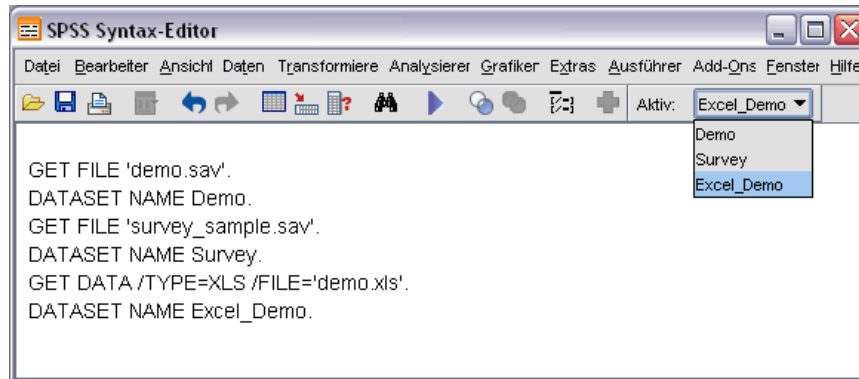 SPSS Syntax-Editor
Datei Bearbeiter Ansicht Daten Transformiere Analysierer Grafiker Extras Ausführer Add-Ons Fenster Hilfe
Aktiv: Excel_Demo
Demo
Survey
Excel_Demo
GET FILE 'demo.sav'.
DATASET NAME Demo.
GET FILE 'survey_sample.sav'.
DATASET NAME Survey.
GET DATA /TYPE=XLS /FILE='demo.xls'.
DATASET NAME Excel_Demo.